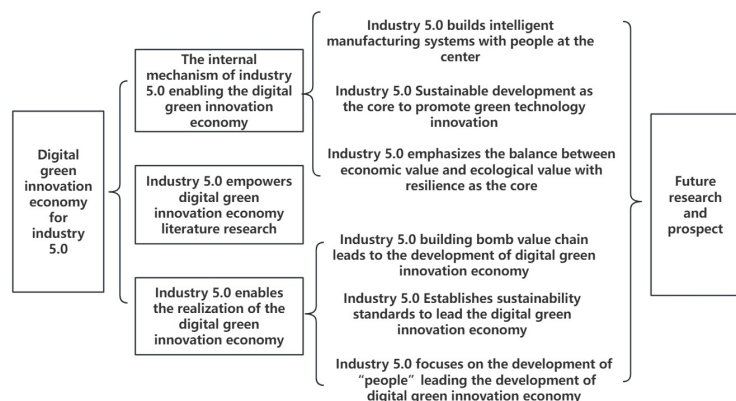 Digital
green
innovation
economy
for
industry
5.0
The internal
mechanism of industry
5.0 enabling the digital
green innovation
economy
Industry 5.0 empowers
digital green
innovation economy
literature research
Industry 5.0 enables
the realization of the
digital green
innovation economy
Industry 5.0 builds intelligent
manufacturing systems with people at the
center
Industry 5.0 Sustainable development as
the core to promote green technology
innovation
Industry 5.0 emphasizes the balance between
economic value and ecological value with
resilience as the core
Industry 5.0 building bomb value chain
leads to the development of digital green
innovation economy
Industry 5.0 Establishes sustainability
standards to lead the digital green
innovation economy
Industry 5.0 focuses on the development of
“people” leading the development of
digital green innovation economy
Future
research
and
prospect